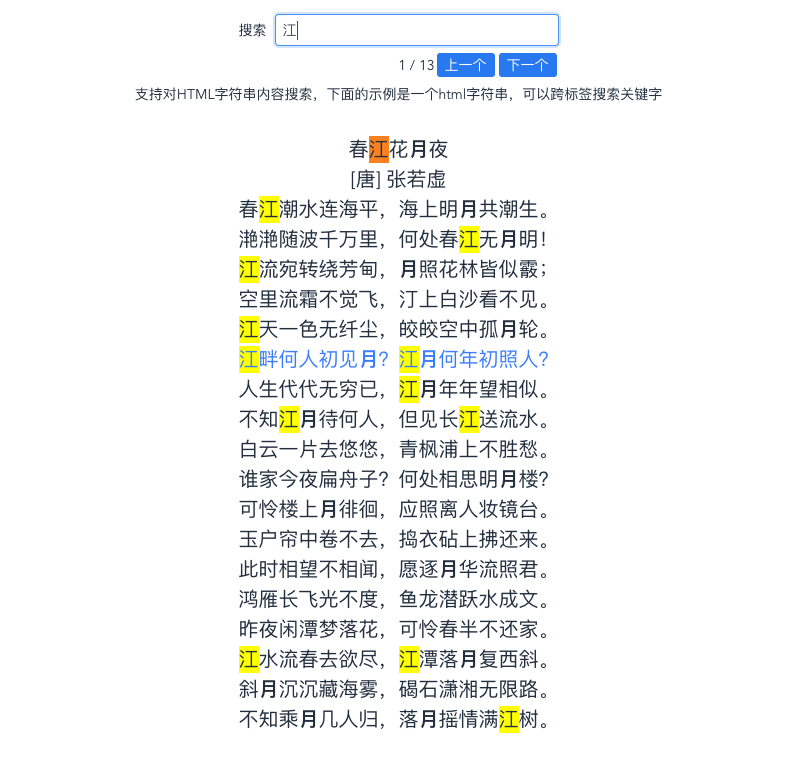 搜索 江
1 / 13 上一个 下一个
支持对HTML字符串内容搜索，下面的示例是一个html字符串，可以跨标签搜索关键字
春江花月夜
[唐] 张若虚
春江潮水连海平，海上明月共潮生。
滟滟随波千万里，何处春江无月明！
江流宛转绕芳甸，月照花林皆似霰；
空里流霜不觉飞，汀上白沙看不见。
江天一色无纤尘，皎皎空中孤月轮。
江畔何人初见月？江月何年初照人？
人生代代无穷已，江月年年望相似。
不知江月待何人，但见长江送流水。
白云一片去悠悠，青枫浦上不胜愁。
谁家今夜扁舟子？何处相思明月楼？
可怜楼上月徘徊，应照离人妆镜台。
玉户帘中卷不去，捣衣砧上拂还来。
此时相望不相闻，愿逐月华流照君。
鸿雁长飞光不度，鱼龙潜跃水成文。
昨夜闲潭梦落花，可怜春半不还家。
江水流春去欲尽，江潭落月复西斜。
斜月沉沉藏海雾，碣石潇湘无限路。
不知乘月几人归，落月摇情满江树。